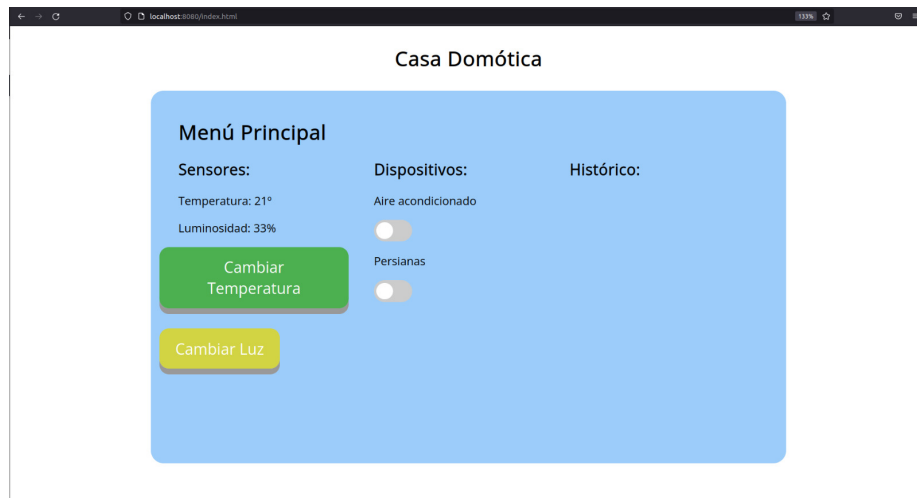 localhost:8080/index.html
133%
Casa Domótica
Menú Principal
Sensores:
Temperatura: 21º
Luminosidad: 33%
Cambiar
Temperatura
Cambiar Luz
Dispositivos:
Aire acondicionado
Persianas
Histórico: